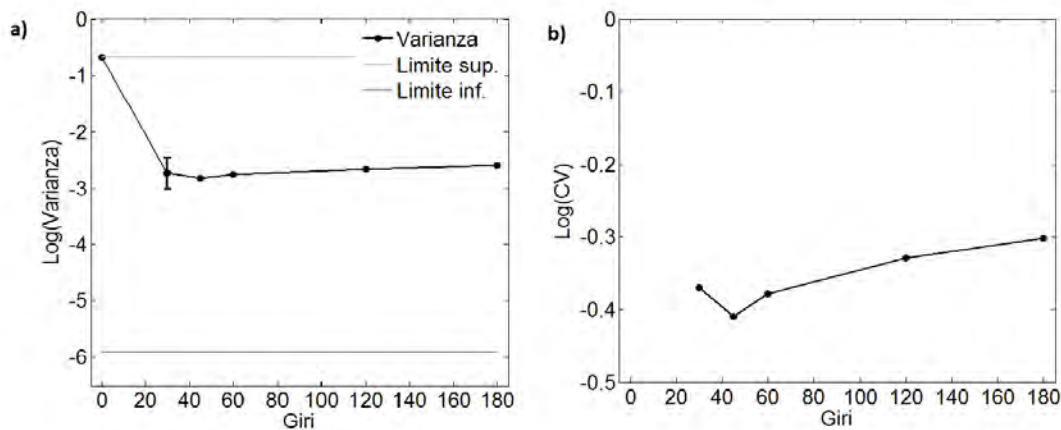 a)
Log(Varianza)
0
-1
-2
-3
-4
-5
-6
Varianza
Limite sup.
Limite inf.
0 20 40 60 80 100 120 140 160 180
Giri
b)
Log(CV)
0
-0.1
-0.2
-0.3
-0.4
-0.5
0 20 40 60 80 100 120 140 160 180
Giri